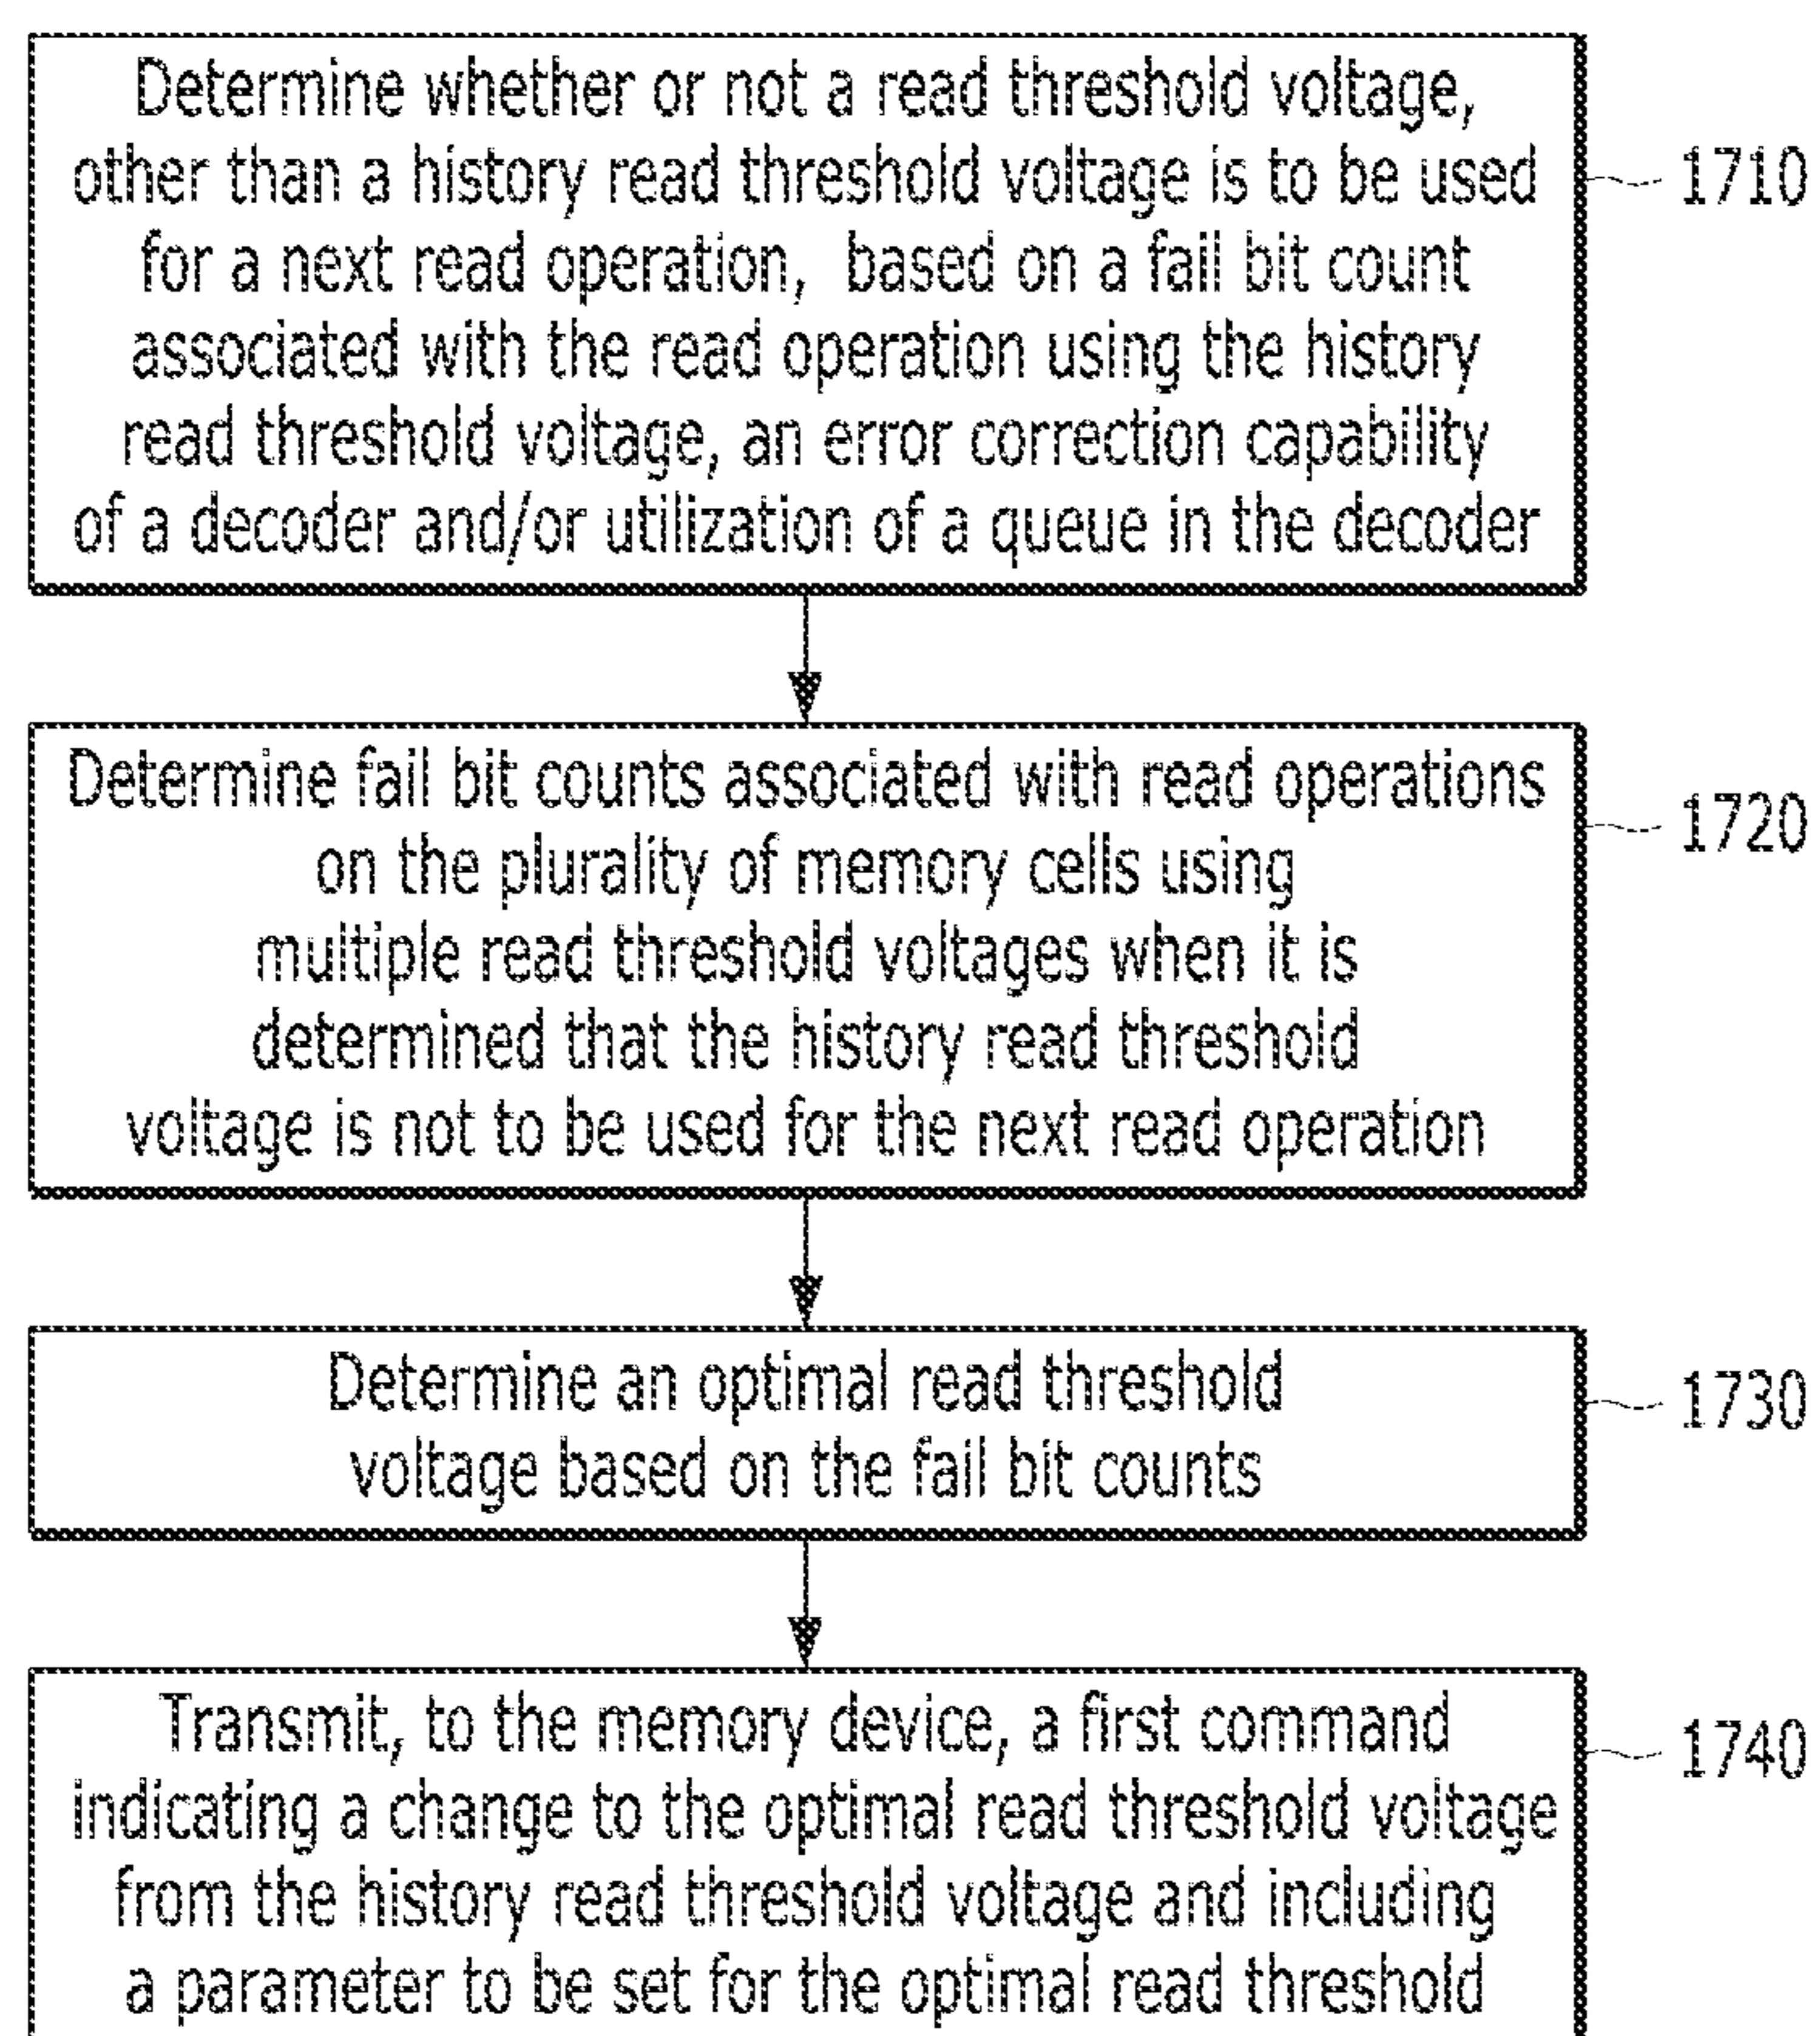 Determine whether or not a read threshold voltage,
other than a history read threshold voltage is to be used
for a next read operation, based on a fail bit count
associated with the read operation using the history
read threshold voltage, an error correction capability
of a decoder and/or utilization of a queue in the decoder
1710
Determine fail bit counts associated with read operations
on the plurality of memory cells using
multiple read threshold voltages when it is
determined that the history read threshold
voltage is not to be used for the next read operation
1720
Determine an optimal read threshold
voltage based on the fail bit counts
1730
Transmit, to the memory device, a first command
indicating a change to the optimal read threshold voltage
from the history read threshold voltage and including
a parameter to be set for the optimal read threshold
1740